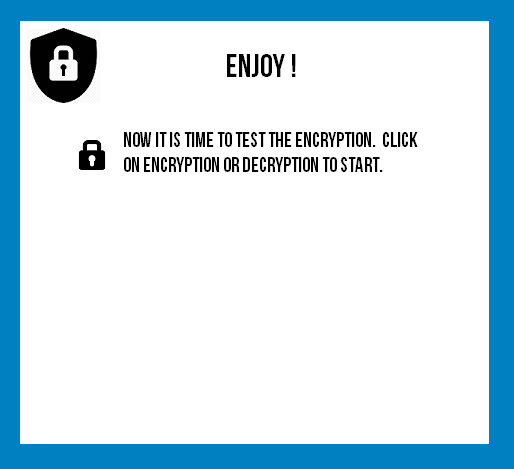 ENJOY !
NOW IT IS TIME TO TEST THE ENCRYPTION. CLICK
ON ENCRYPTION OR DECRYPTION TO START.